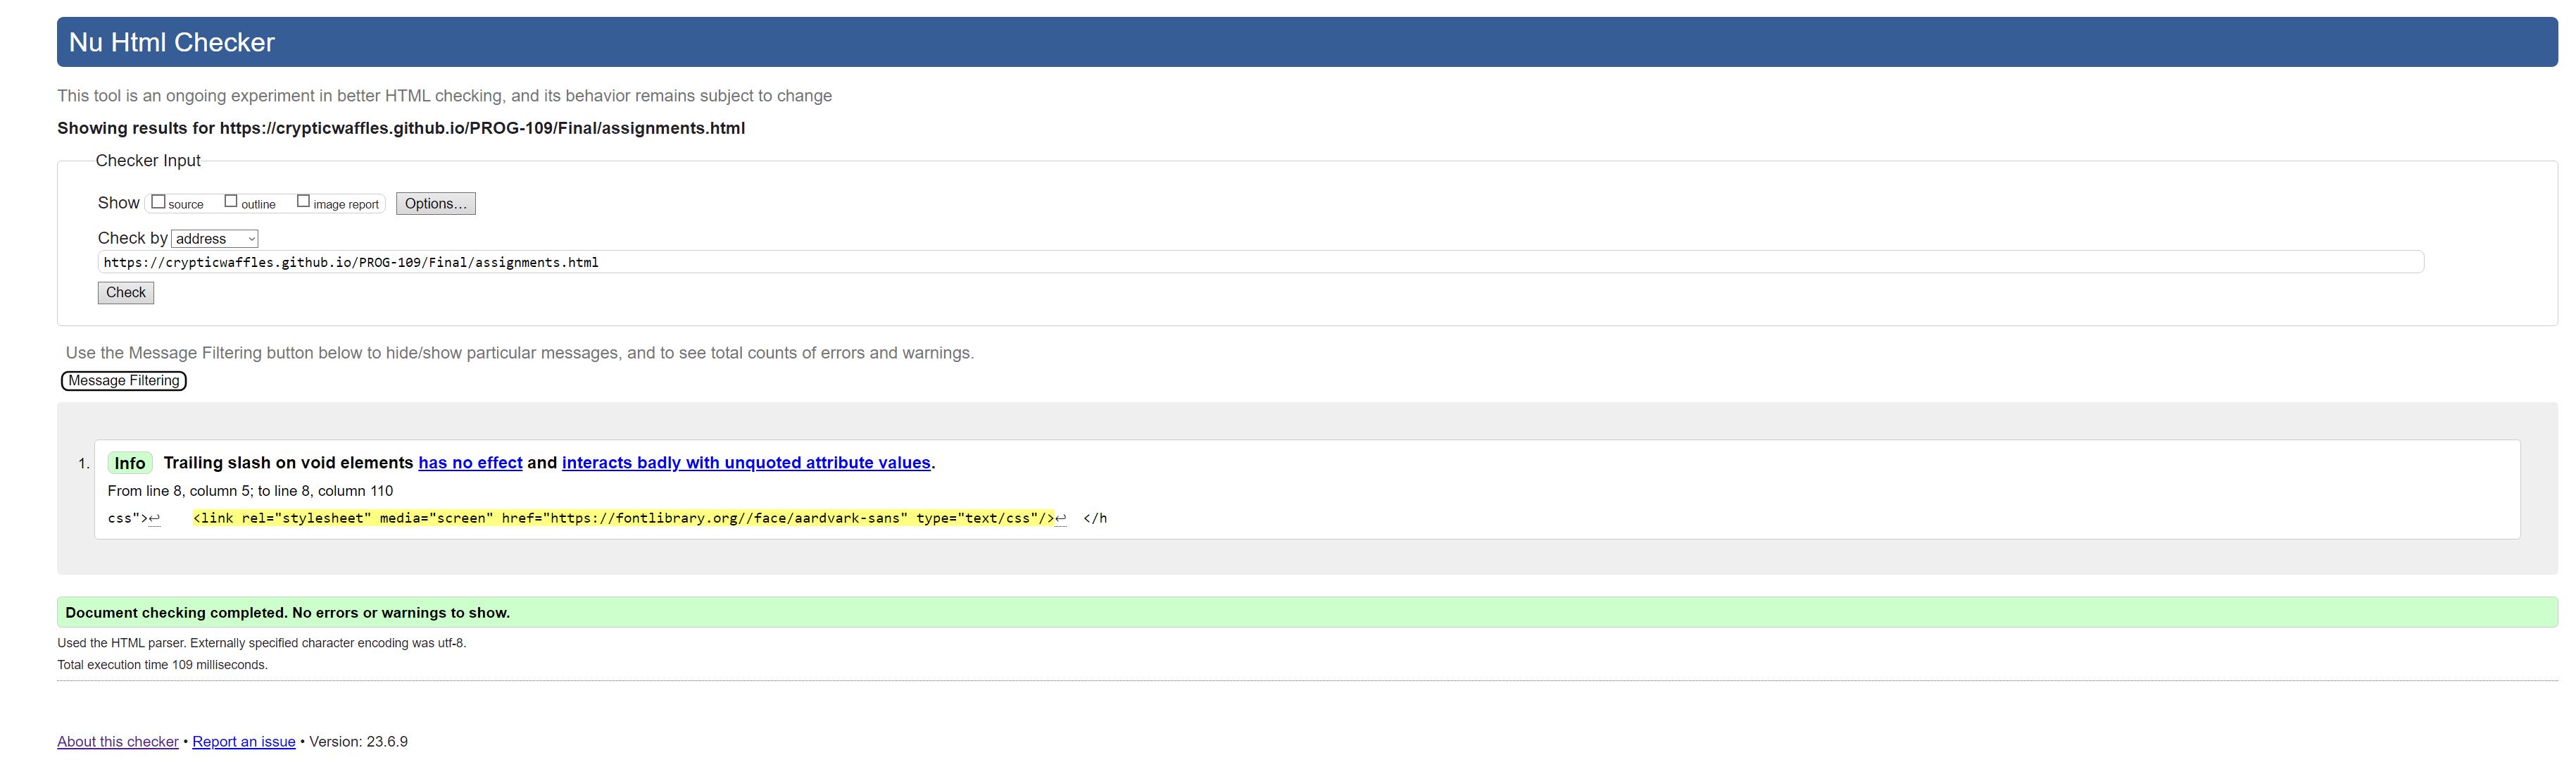 Nu Html Checker
This tool is an ongoing experiment in better HTML checking, and its behavior remains subject to change
Showing results for https://crypticwaffles.github.io/PROG-109/Final/assignments.html
Checker Input
Show source outline image report Options…
Check by address
https://crypticwaffles.github.io/PROG-109/Final/assignments.html
Check
Use the Message Filtering button below to hide/show particular messages, and to see total counts of errors and warnings.
Message Filtering
1. Info Trailing slash on void elements has no effect and interacts badly with unquoted attribute values.
From line 8, column 5; to line 8, column 110
css">↩    <link rel="stylesheet" media="screen" href="https://fontlibrary.org//face/aardvark-sans" type="text/css"/>↩  </h
Document checking completed. No errors or warnings to show.
Used the HTML parser. Externally specified character encoding was utf-8.
Total execution time 109 milliseconds.
About this checker • Report an issue • Version: 23.6.9